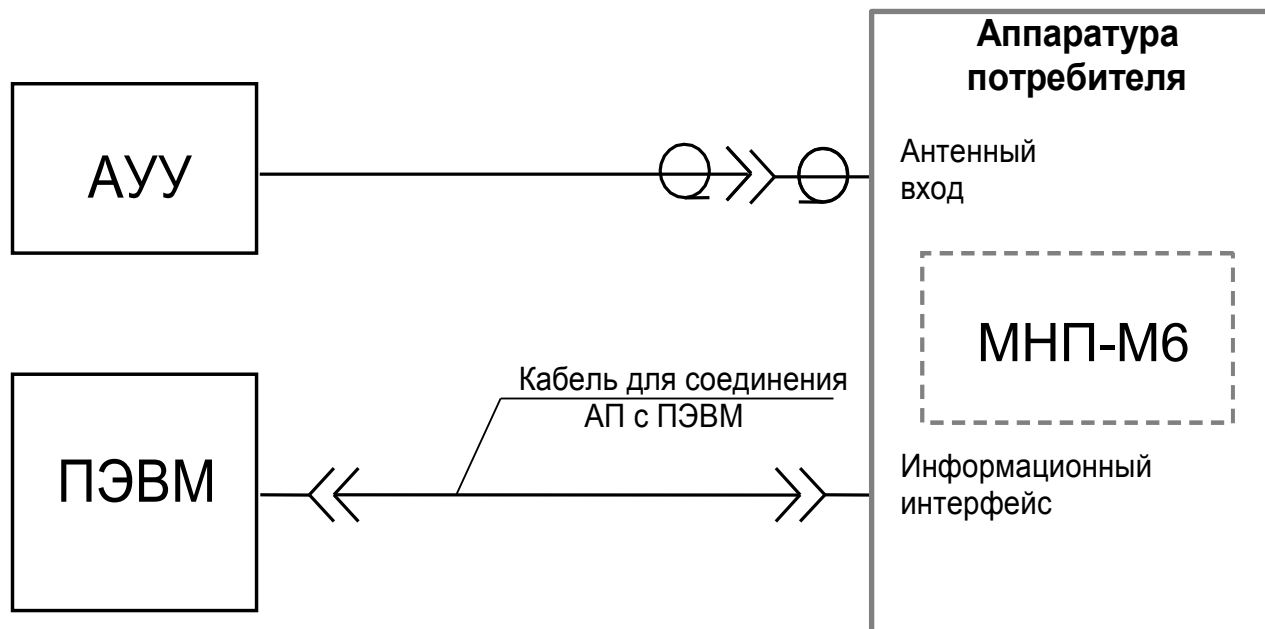 Аппаратура
потребителя
АУУ
Антенный
вход
МНП-М6
Кабель для соединения
АП с ПЭВМ
ПЭВМ
Информационный
интерфейс